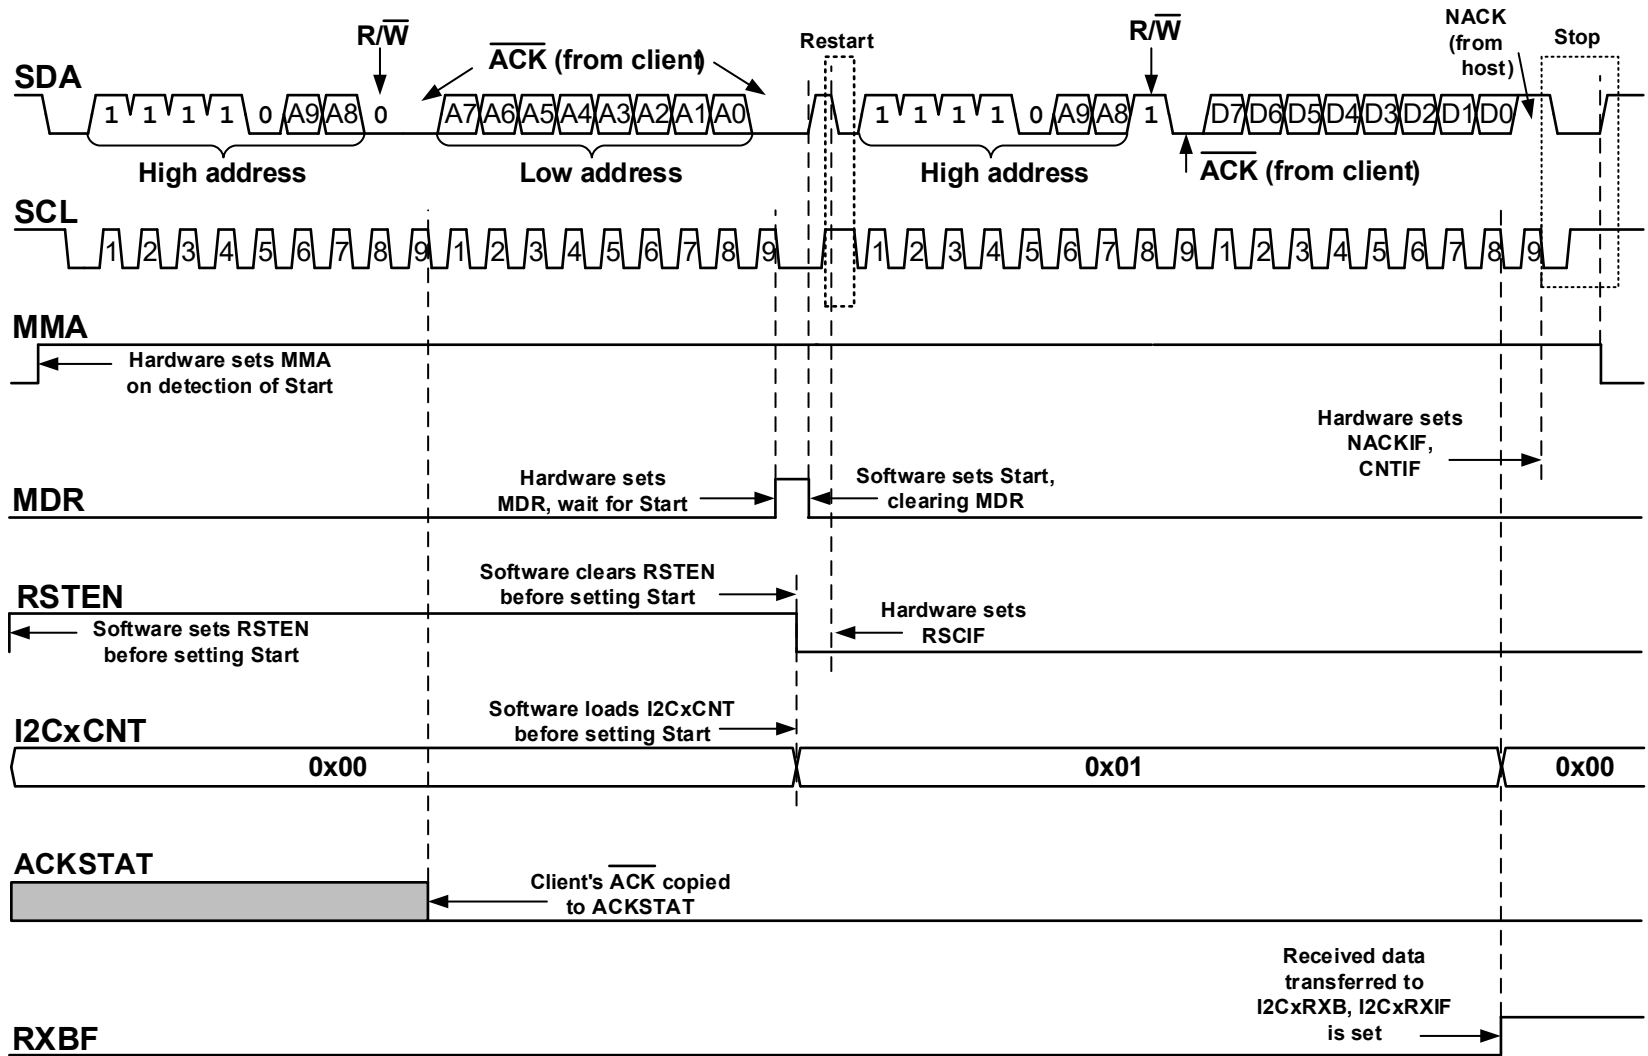 R/W
R/W
NACK
(from
host)
Restart
Stop
ACK (from client)
SDA
1 1 1 1 0 A9 A8 0 A7 A6 A5 A4 A3 A2 A1 A0 1 1 1 1 0 A9 A8 1 D7 D6 D5 D4 D3 D2 D1 D0
High address
Low address
High address
ACK (from client)
SCL
1 2 3 4 5 6 7 8 9 1 2 3 4 5 6 7 8 9 1 2 3 4 5 6 7 8 9 1 2 3 4 5 6 7 8 9
MMA
Hardware sets MMA
on detection of Start
Hardware sets
NACKIF,
CNTIF
MDR
Hardware sets
MDR, wait for Start
Software sets Start,
clearing MDR
RSTEN
Software sets RSTEN
before setting Start
Software clears RSTEN
before setting Start
Hardware sets
RSCIF
I2CxCNT
Software loads I2CxCNT
before setting Start
0x00
0x01
0x00
ACKSTAT
Client's ACK copied
to ACKSTAT
RXBF
Received data
transferred to
I2CxRXB, I2CxRXIF
is set